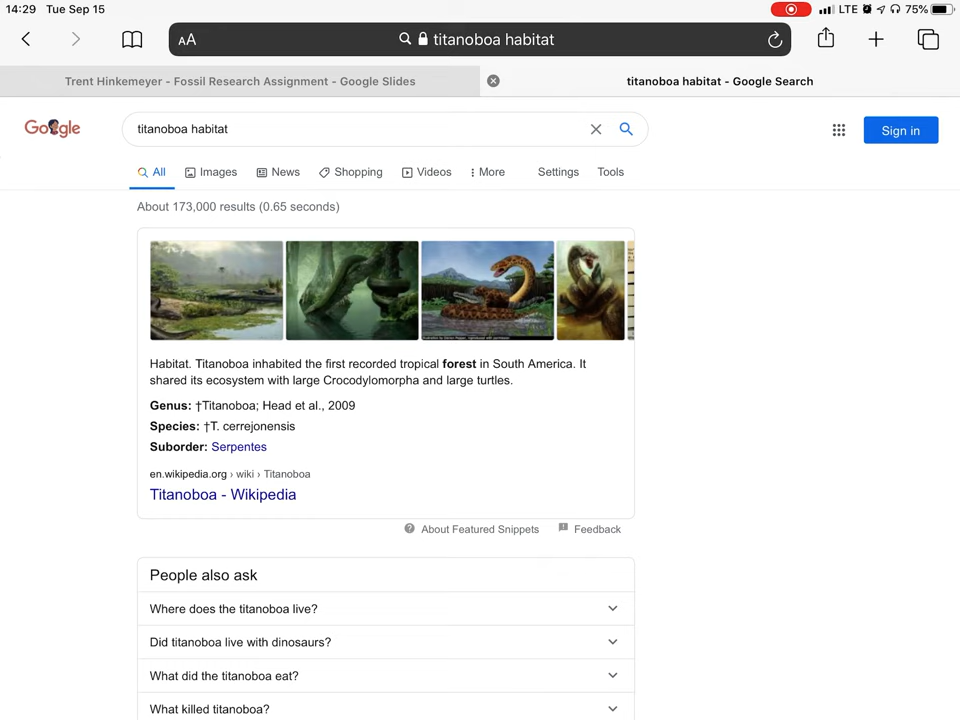 14:29 Tue Sep 15 LTE 75%
AA titanoboa habitat
Trent Hinkemeyer - Fossil Research Assignment - Google Slides titanoboa habitat - Google Search
Google titanoboa habitat Sign in
All Images News Shopping Videos More Settings Tools
About 173,000 results (0.65 seconds)
Habitat. Titanoboa inhabited the first recorded tropical forest in South America. It
shared its ecosystem with large Crocodylomorpha and large turtles.
Genus: †Titanoboa; Head et al., 2009
Species: †T. cerrejonensis
Suborder: Serpentes
en.wikipedia.org › wiki › Titanoboa
Titanoboa - Wikipedia
About Featured Snippets Feedback
People also ask
Where does the titanoboa live?
Did titanoboa live with dinosaurs?
What did the titanoboa eat?
What killed titanoboa?